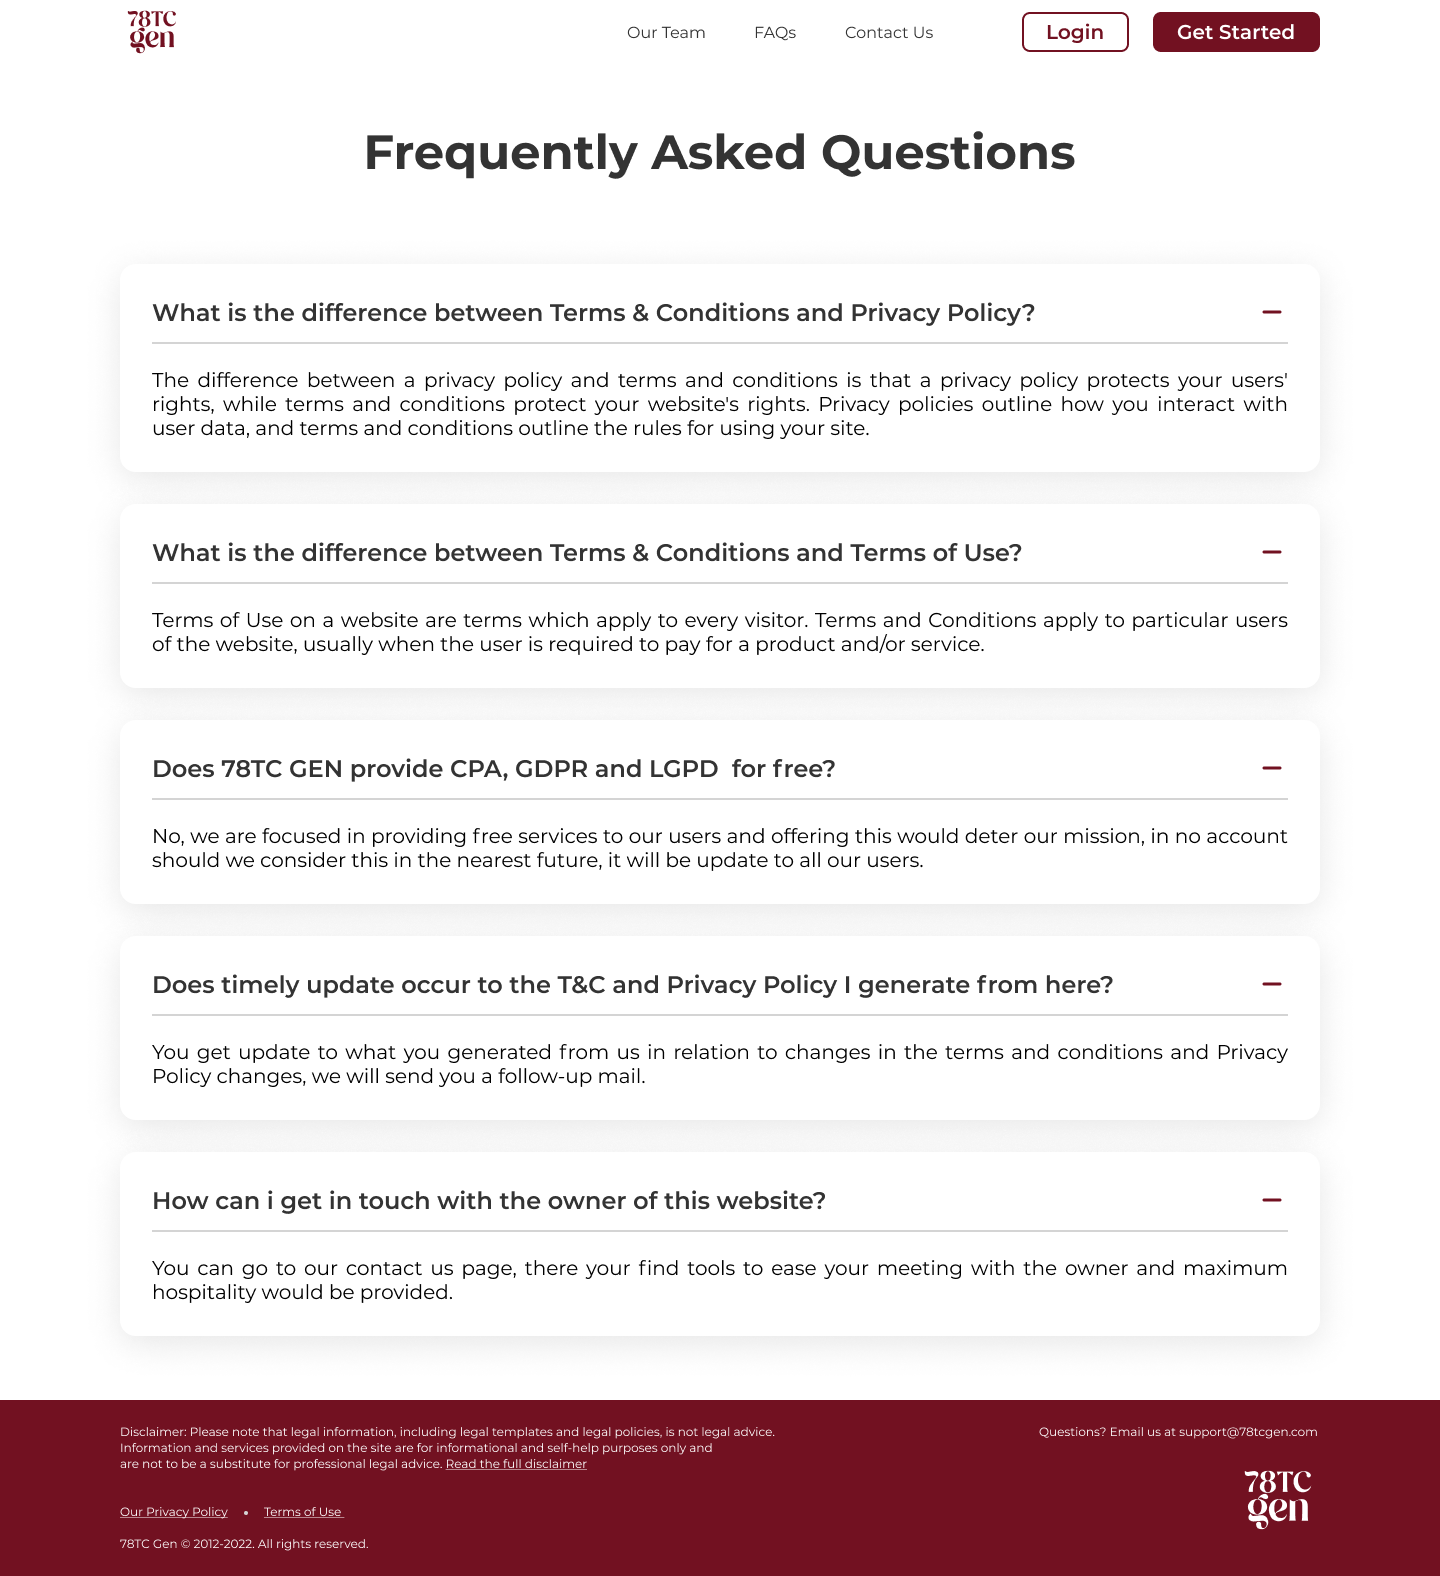 78TC
gen
Our Team
FAQs
Contact Us
Login
Get Started
Frequently Asked Questions
What is the difference between Terms & Conditions and Privacy Policy?
The difference between a privacy policy and terms and conditions is that a privacy policy protects your users'
rights, while terms and conditions protect your website's rights. Privacy policies outline how you interact with
user data, and terms and conditions outline the rules for using your site.
What is the difference between Terms & Conditions and Terms of Use?
Terms of Use on a website are terms which apply to every visitor. Terms and Conditions apply to particular users
of the website, usually when the user is required to pay for a product and/or service.
Does 78TC GEN provide CPA, GDPR and LGPD  for free?
No, we are focused in providing free services to our users and offering this would deter our mission, in no account
should we consider this in the nearest future, it will be update to all our users.
Does timely update occur to the T&C and Privacy Policy I generate from here?
You get update to what you generated from us in relation to changes in the terms and conditions and Privacy
Policy changes, we will send you a follow-up mail.
How can i get in touch with the owner of this website?
You can go to our contact us page, there your find tools to ease your meeting with the owner and maximum
hospitality would be provided.
Disclaimer: Please note that legal information, including legal templates and legal policies, is not legal advice.
Information and services provided on the site are for informational and self-help purposes only and
are not to be a substitute for professional legal advice. Read the full disclaimer
Questions? Email us at support@78tcgen.com
78TC
gen
Our Privacy Policy • Terms of Use
78TC Gen © 2012-2022. All rights reserved.